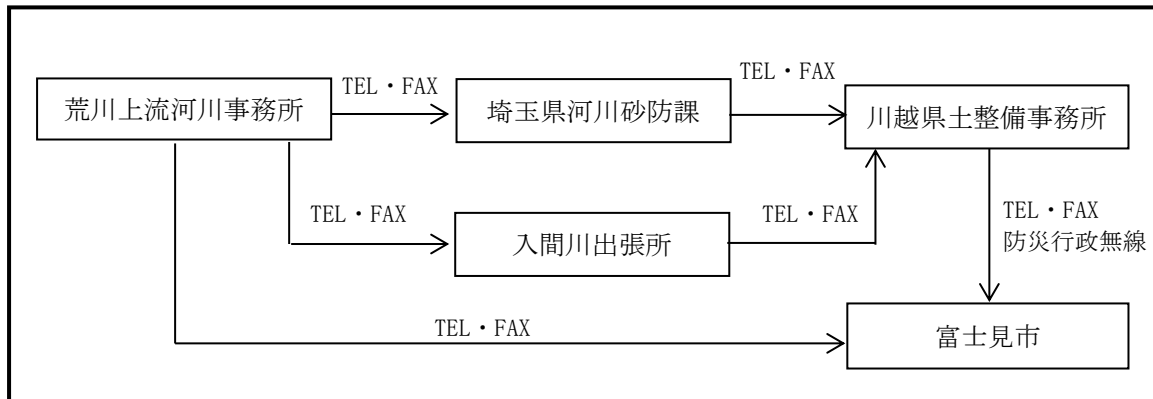 TEL・FAX
TEL・FAX
荒川上流河川事務所
埼玉県河川砂防課
川越県土整備事務所
TEL・FAX
TEL・FAX
TEL・FAX
防災行政無線
入間川出張所
TEL・FAX
富士見市